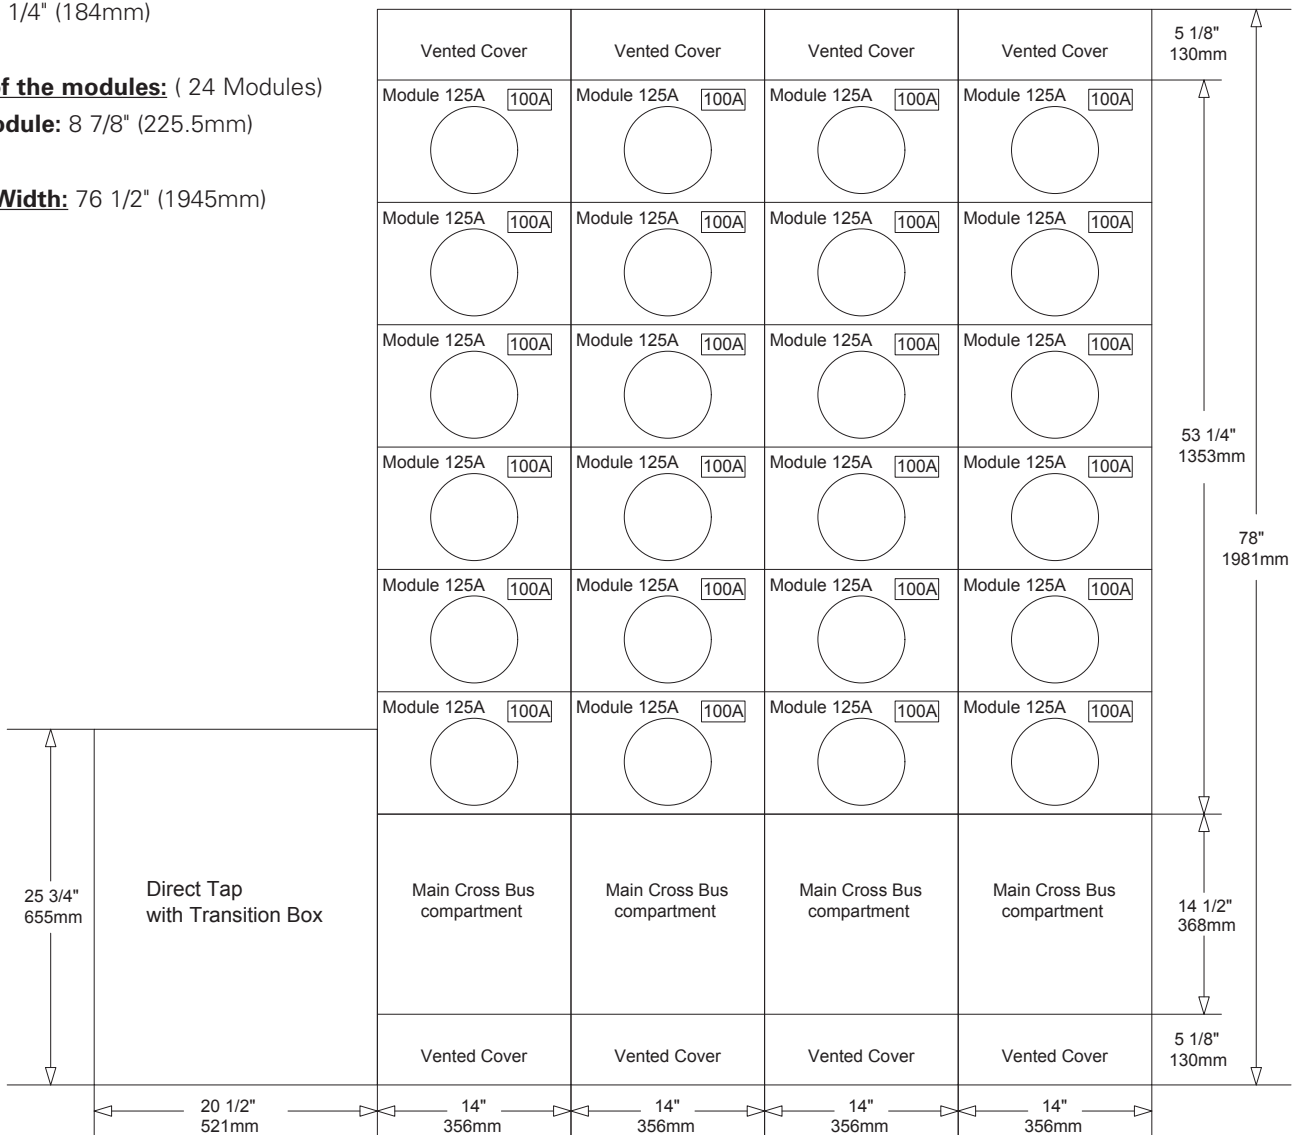 1/4" (184mm)
of the modules: ( 24 Modules)
odule: 8 7/8" (225.5mm)
Width: 76 1/2" (1945mm)
Vented Cover Vented Cover Vented Cover Vented Cover
5 1/8"
130mm
Module 125A 100A Module 125A 100A Module 125A 100A Module 125A 100A
Module 125A 100A Module 125A 100A Module 125A 100A Module 125A 100A
Module 125A 100A Module 125A 100A Module 125A 100A Module 125A 100A
53 1/4"
1353mm
Module 125A 100A Module 125A 100A Module 125A 100A Module 125A 100A
78"
1981mm
Module 125A 100A Module 125A 100A Module 125A 100A Module 125A 100A
Module 125A 100A Module 125A 100A Module 125A 100A Module 125A 100A
25 3/4"
655mm
Direct Tap
with Transition Box
Main Cross Bus
compartment
Main Cross Bus
compartment
Main Cross Bus
compartment
Main Cross Bus
compartment
14 1/2"
368mm
Vented Cover Vented Cover Vented Cover Vented Cover
5 1/8"
130mm
20 1/2"
521mm
14"
356mm
14"
356mm
14"
356mm
14"
356mm